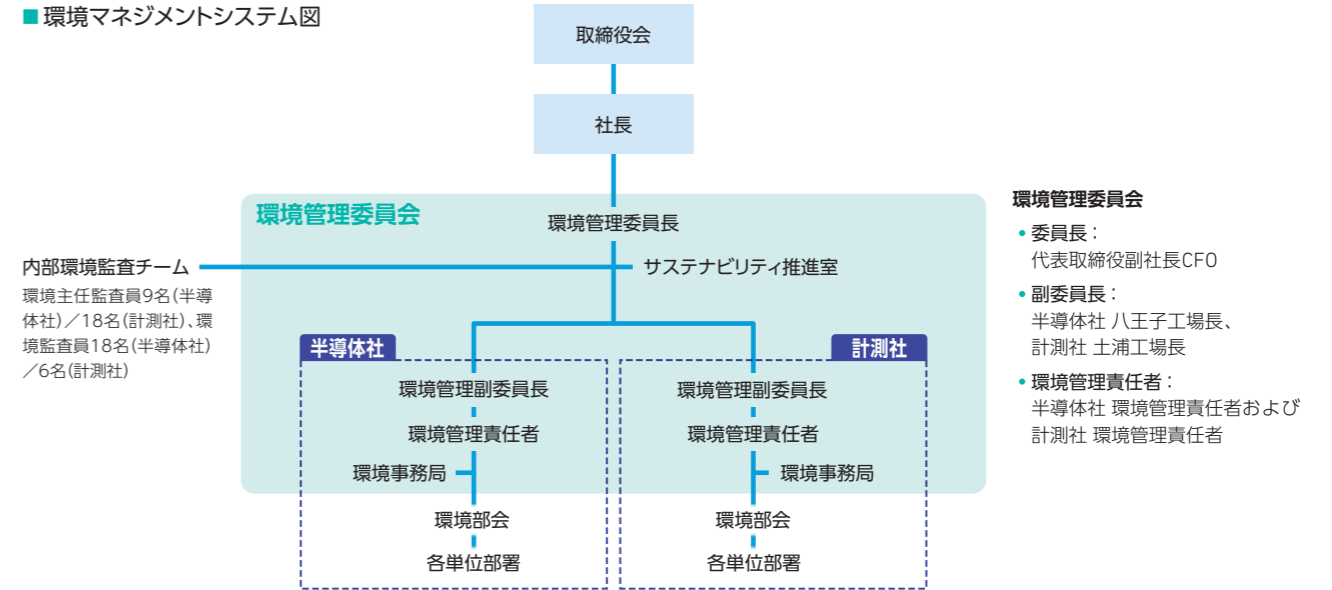 ■環境マネジメントシステム図
取締役会
社長
環境管理委員会
環境管理委員長
内部環境監査チーム
サステナビリティ推進室
環境主任監査員9名(半導
体社)／18名(計測社)、環
境監査員18名(半導体社)
／6名(計測社)
半導体社
環境管理副委員長
環境管理責任者
環境事務局
環境部会
各単位部署
計測社
環境管理副委員長
環境管理責任者
環境事務局
環境部会
各単位部署
環境管理委員会
•委員長：
代表取締役副社長CFO
•副委員長：
半導体社 八王子工場長、
計測社 土浦工場長
•環境管理責任者：
半導体社 環境管理責任者および
計測社 環境管理責任者